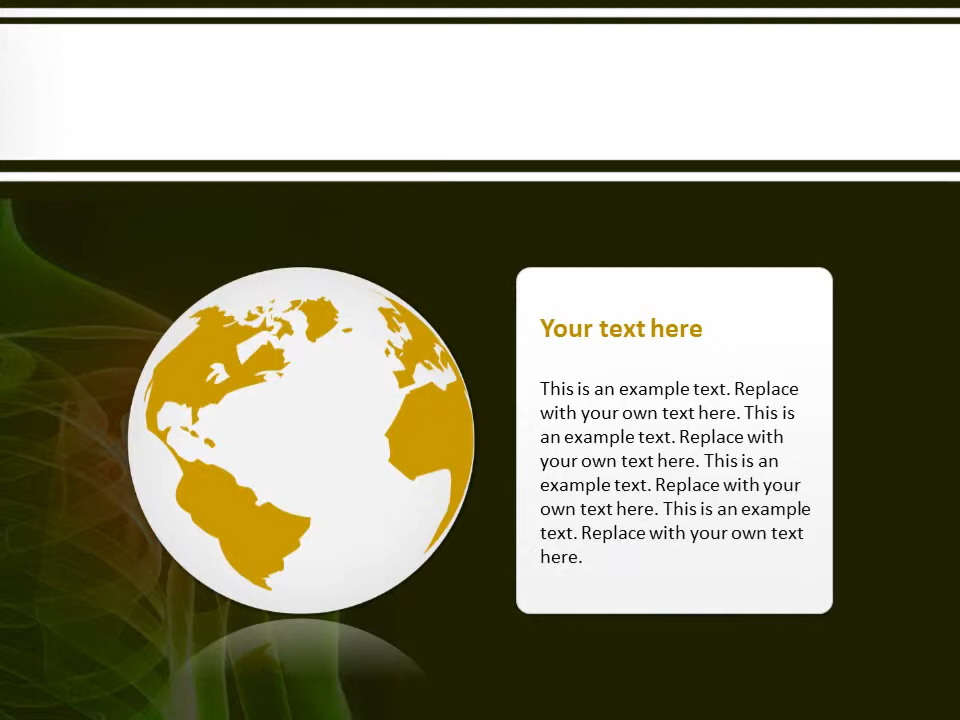 Your text here
This is an example text. Replace
with your own text here. This is
an example text. Replace with
your own text here. This is an
example text. Replace with your
own text here. This is an example
text. Replace with your own text
here.